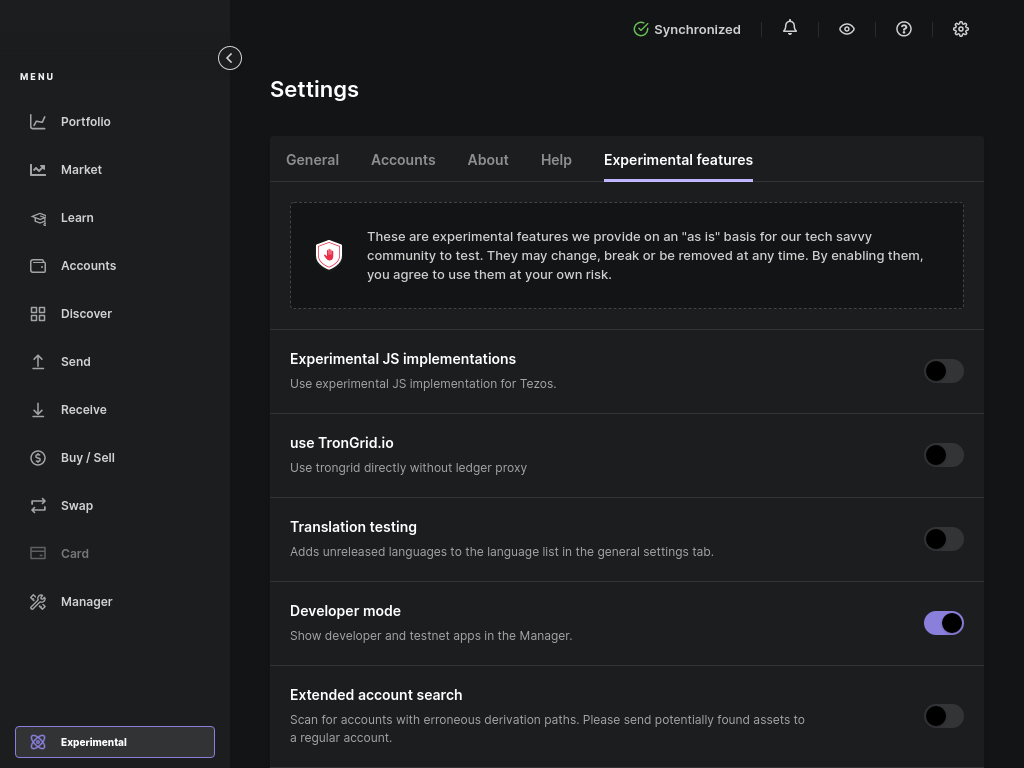 Synchronized
MENU
Portfolio
Market
Learn
Accounts
Discover
Send
Receive
Buy / Sell
Swap
Card
Manager
Experimental
Settings
General Accounts About Help Experimental features
These are experimental features we provide on an "as is" basis for our tech savvy
community to test. They may change, break or be removed at any time. By enabling them,
you agree to use them at your own risk.
Experimental JS implementations
Use experimental JS implementation for Tezos.
use TronGrid.io
Use trongrid directly without ledger proxy
Translation testing
Adds unreleased languages to the language list in the general settings tab.
Developer mode
Show developer and testnet apps in the Manager.
Extended account search
Scan for accounts with erroneous derivation paths. Please send potentially found assets to
a regular account.